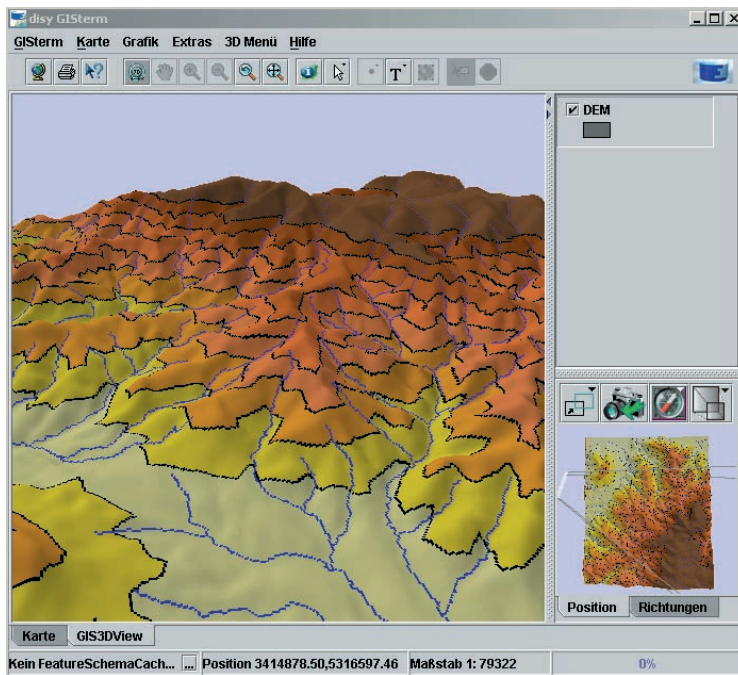 disy GISterm
GISterm Karte Grafik Extras 3D Menü Hilfe
T
DEM
Position Richtungen
Karte GIS3DView
Kein FeatureSchemaCach... ... Position 3414878.50,5316597.46 Maßstab 1: 79322 0%